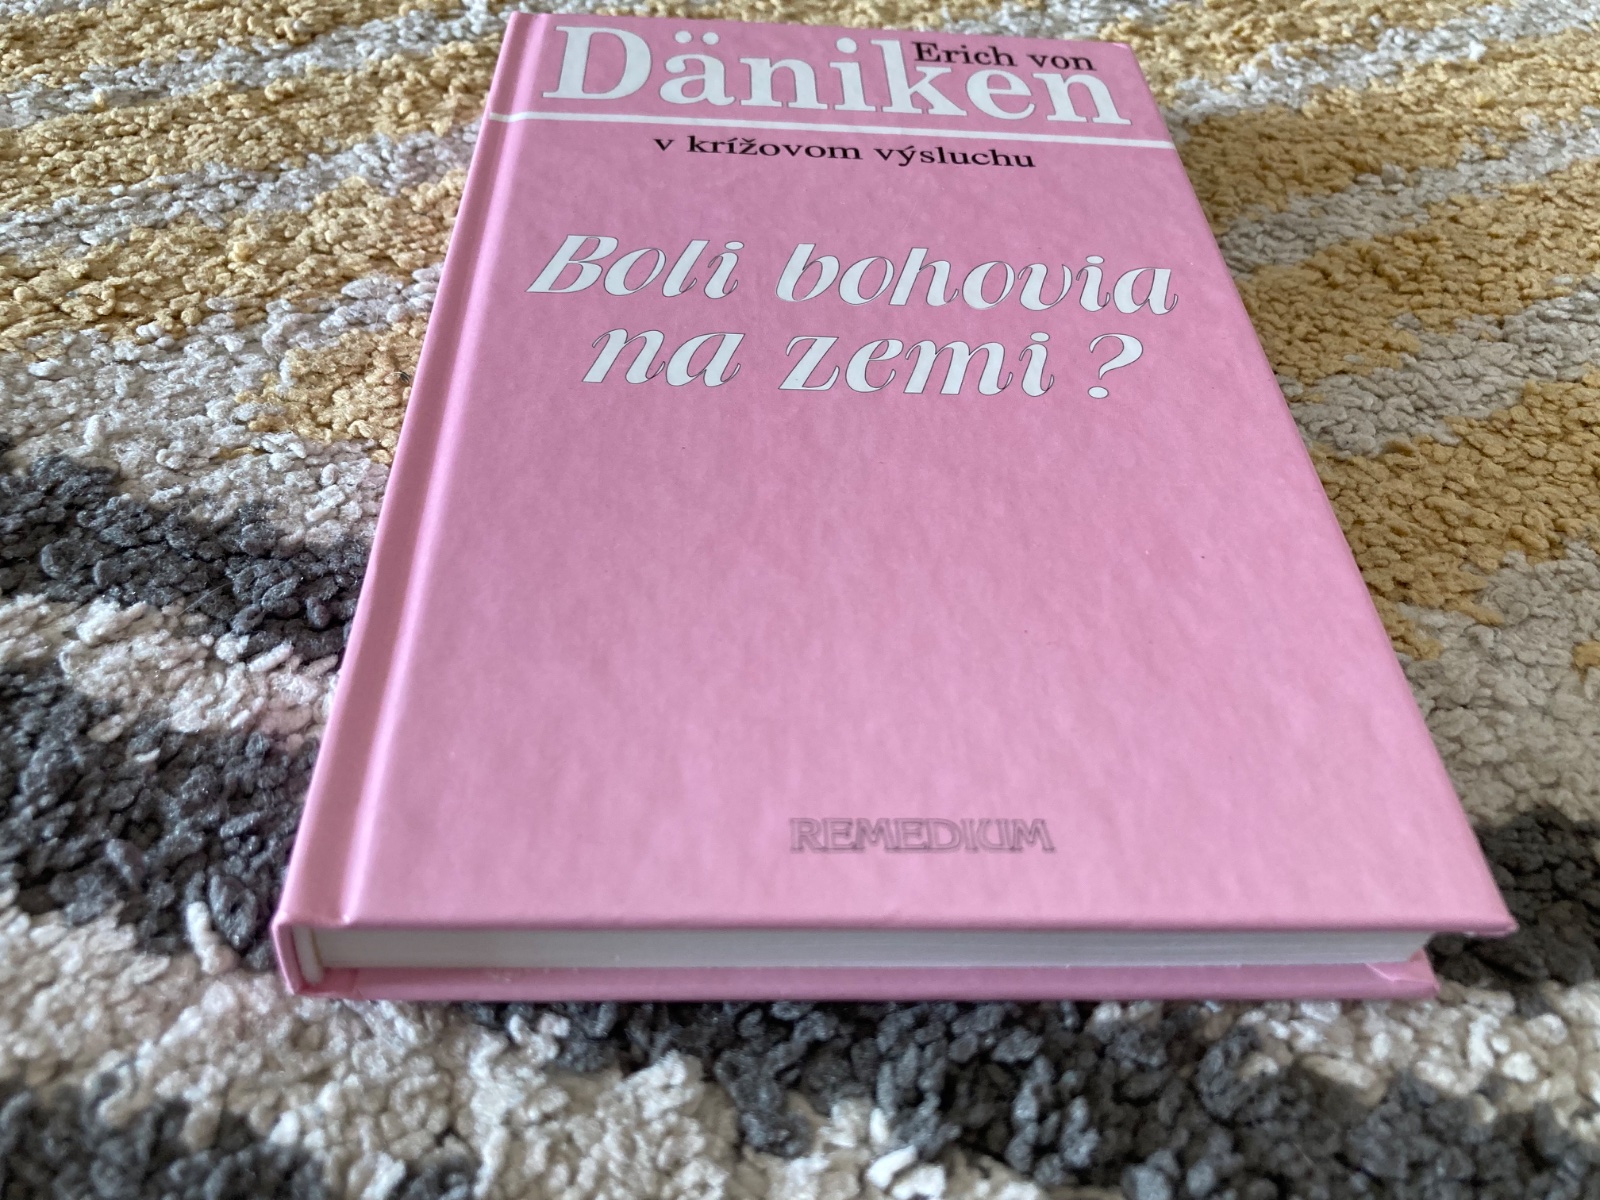 Erich von
Däniken
v krížovom výsluchu
Boli bohovia
na zemi ?
REMEDIUM